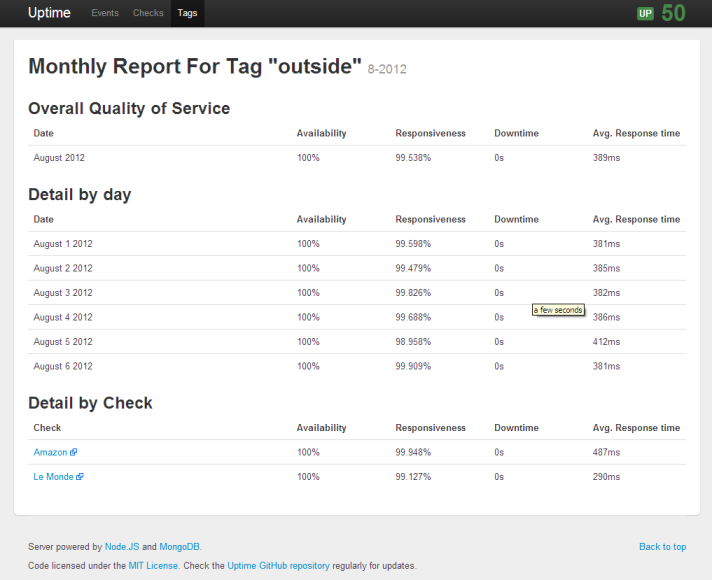 Uptime Events Checks Tags UP 50
Monthly Report For Tag "outside" 8-2012
Overall Quality of Service
Date Availability Responsiveness Downtime Avg. Response time
August 2012 100% 99.538% 0s 389ms
Detail by day
Date Availability Responsiveness Downtime Avg. Response time
August 1 2012 100% 99.598% 0s 381ms
August 2 2012 100% 99.479% 0s 385ms
August 3 2012 100% 99.826% 0s 382ms
a few seconds
August 4 2012 100% 99.688% 0s 386ms
August 5 2012 100% 98.958% 0s 412ms
August 6 2012 100% 99.909% 0s 381ms
Detail by Check
Check Availability Responsiveness Downtime Avg. Response time
Amazon 100% 99.948% 0s 487ms
Le Monde 100% 99.127% 0s 290ms
Server powered by Node.JS and MongoDB. Back to top
Code licensed under the MIT License. Check the Uptime GitHub repository regularly for updates.